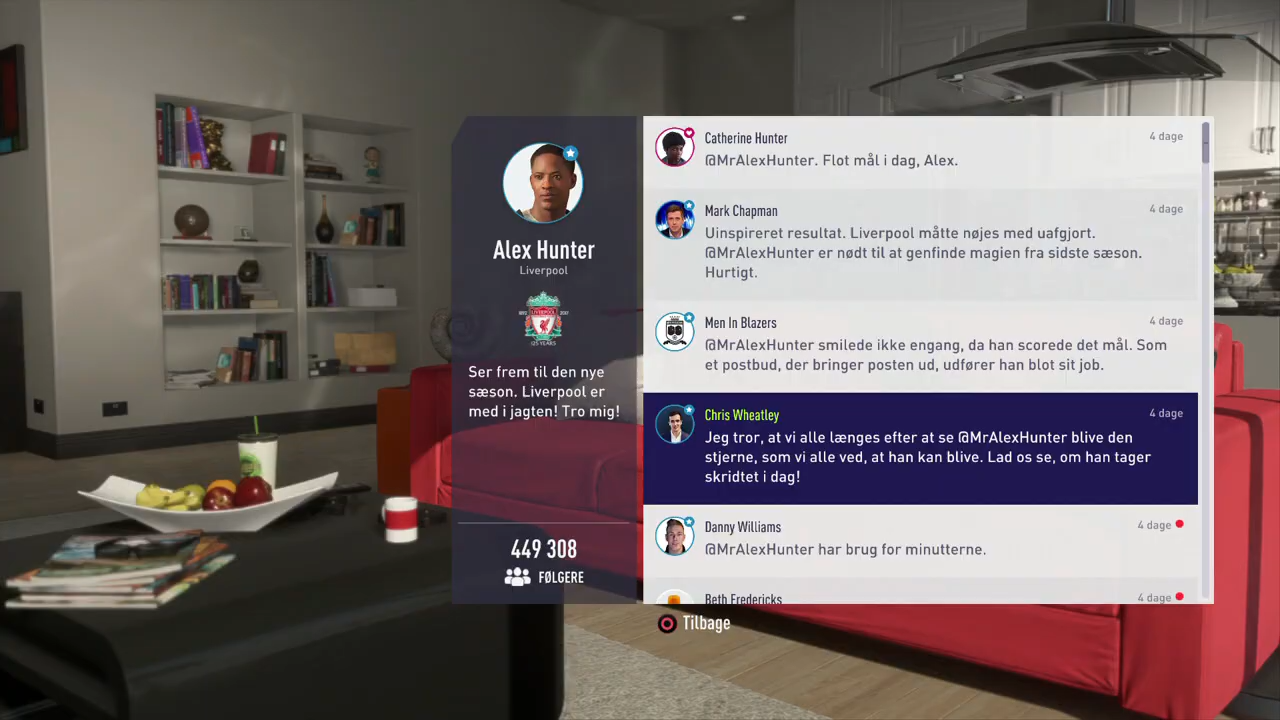 Alex Hunter
Liverpool
LIVERPOOL
125 YEARS
Ser frem til den nye
sæson. Liverpool er
med i jagten! Tro mig!
449 308
FØLGERE
Catherine Hunter
4 dage
@MrAlexHunter. Flot mål i dag, Alex.
Mark Chapman
4 dage
Uinspireret resultat. Liverpool måtte nøjes med uafgjort.
@MrAlexHunter er nødt til at genfinde magien fra sidste sæson.
Hurtigt.
Men In Blazers
4 dage
@MrAlexHunter smilede ikke engang, da han scorede det mål. Som
et postbud, der bringer posten ud, udfører han blot sit job.
Chris Wheatley
4 dage
Jeg tror, at vi alle længes efter at se @MrAlexHunter blive den
stjerne, som vi alle ved, at han kan blive. Lad os se, om han tager
skridtet i dag!
Danny Williams
4 dage
@MrAlexHunter har brug for minutterne.
Beth Fredericks
4 dage
Tilbage